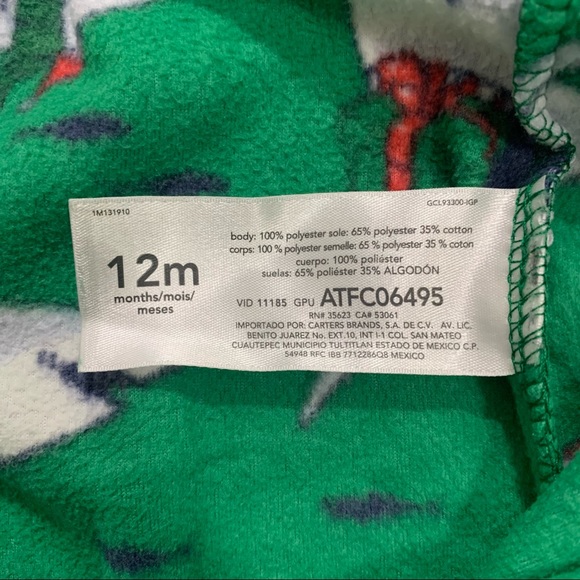 1M131910
GCL93300-IGP
12m
months/mois/
meses
body: 100% polyester sole: 65% polyester 35% cotton
corps: 100 % polyester semelle: 65 % polyester 35 % coton
cuerpo: 100% poliéster
suelas: 65% poliéster 35% ALGODÓN
VID 11185 GPU ATFC06495
RN# 35623 CA# 53061
IMPORTADO POR: CARTERS BRANDS, S.A. DE C.V. AV. LIC.
BENITO JUAREZ No. EXT.10, INT I-1 COL. SAN MATEO
CUAUTEPEC MUNICIPIO TULTITLAN ESTADO DE MEXICO C.P.
54948 RFC IBB 7712286Q8 MEXICO